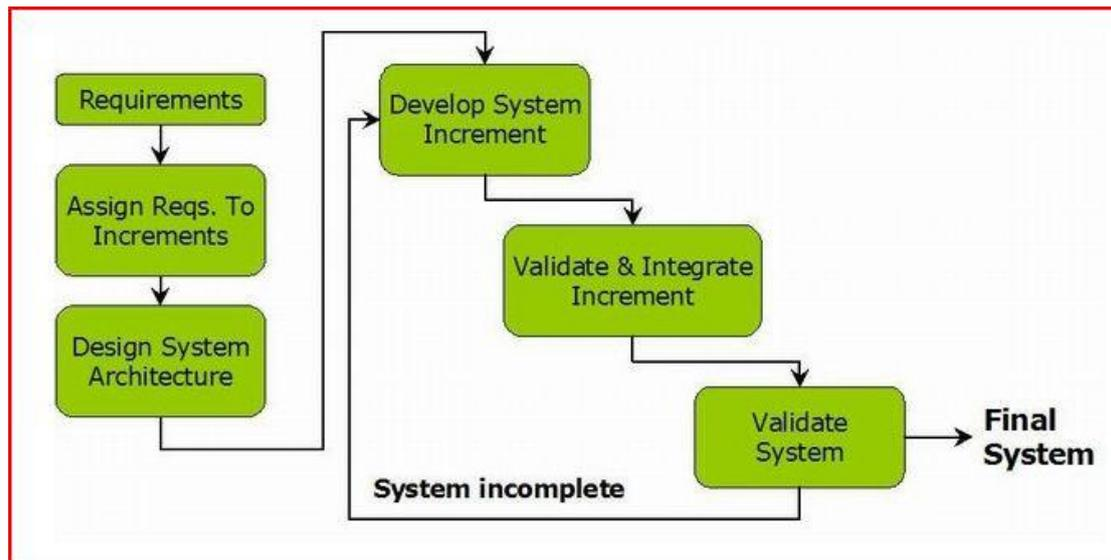 Requirements
Assign Reqs. To
Increments
Design System
Architecture
Develop System
Increment
Validate & Integrate
Increment
Validate
System
Final
System
System incomplete